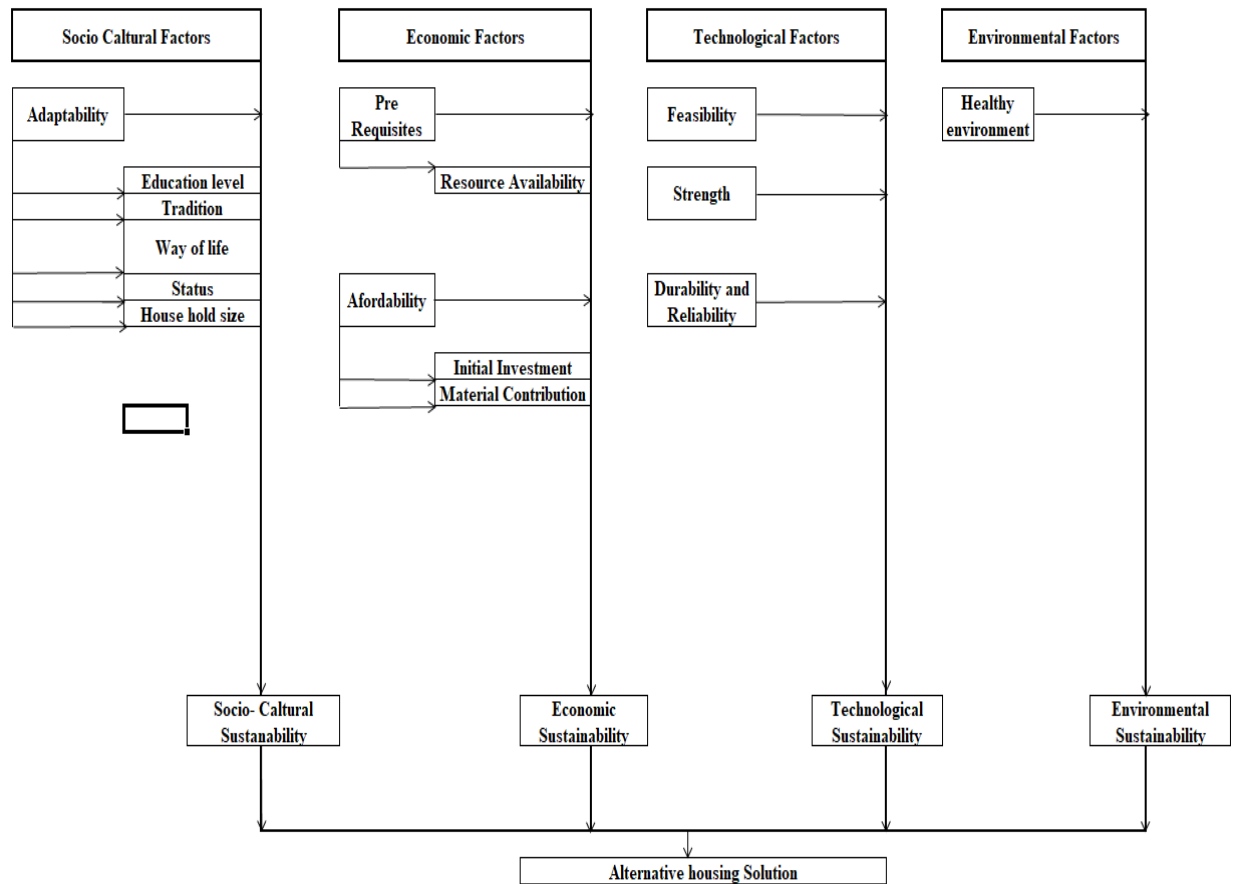 Socio Caltural Factors
Economic Factors
Technological Factors
Environmental Factors
Adaptability
Pre
Requisites
Feasibility
Healthy
environment
Education level
Tradition
Way of life
Status
House hold size
Resource Availability
Strength
Afordability
Durability and
Reliability
Initial Investment
Material Contribution
Socio- Caltural
Sustanability
Economic
Sustainability
Technological
Sustainability
Environmental
Sustainability
Alternative housing Solution